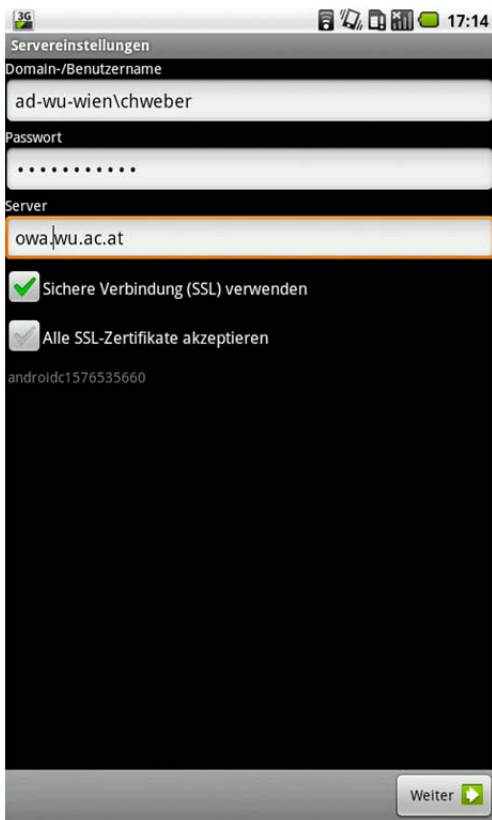 3G 17:14
Servereinstellungen
Domain-/Benutzername
ad-wu-wien\chweber
Passwort
•••••••••••
Server
owa.wu.ac.at
Sichere Verbindung (SSL) verwenden
Alle SSL-Zertifikate akzeptieren
androidc1576535660
Weiter